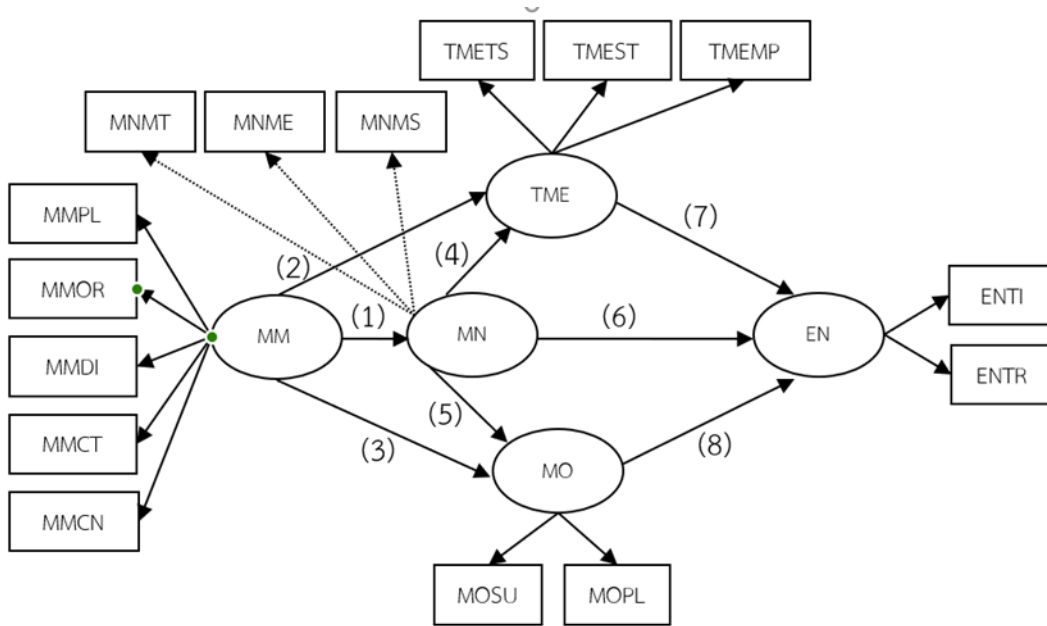 TMETS
TMEST
TMEMP
MNMT
MNME
MNMS
MMPL
TME
(7)
(2)
(4)
MMOR
ENTI
(1)
(6)
MM
MN
EN
MMDI
ENTR
(5)
MMCT
(3)
(8)
MO
MMCN
MOSU
MOPL